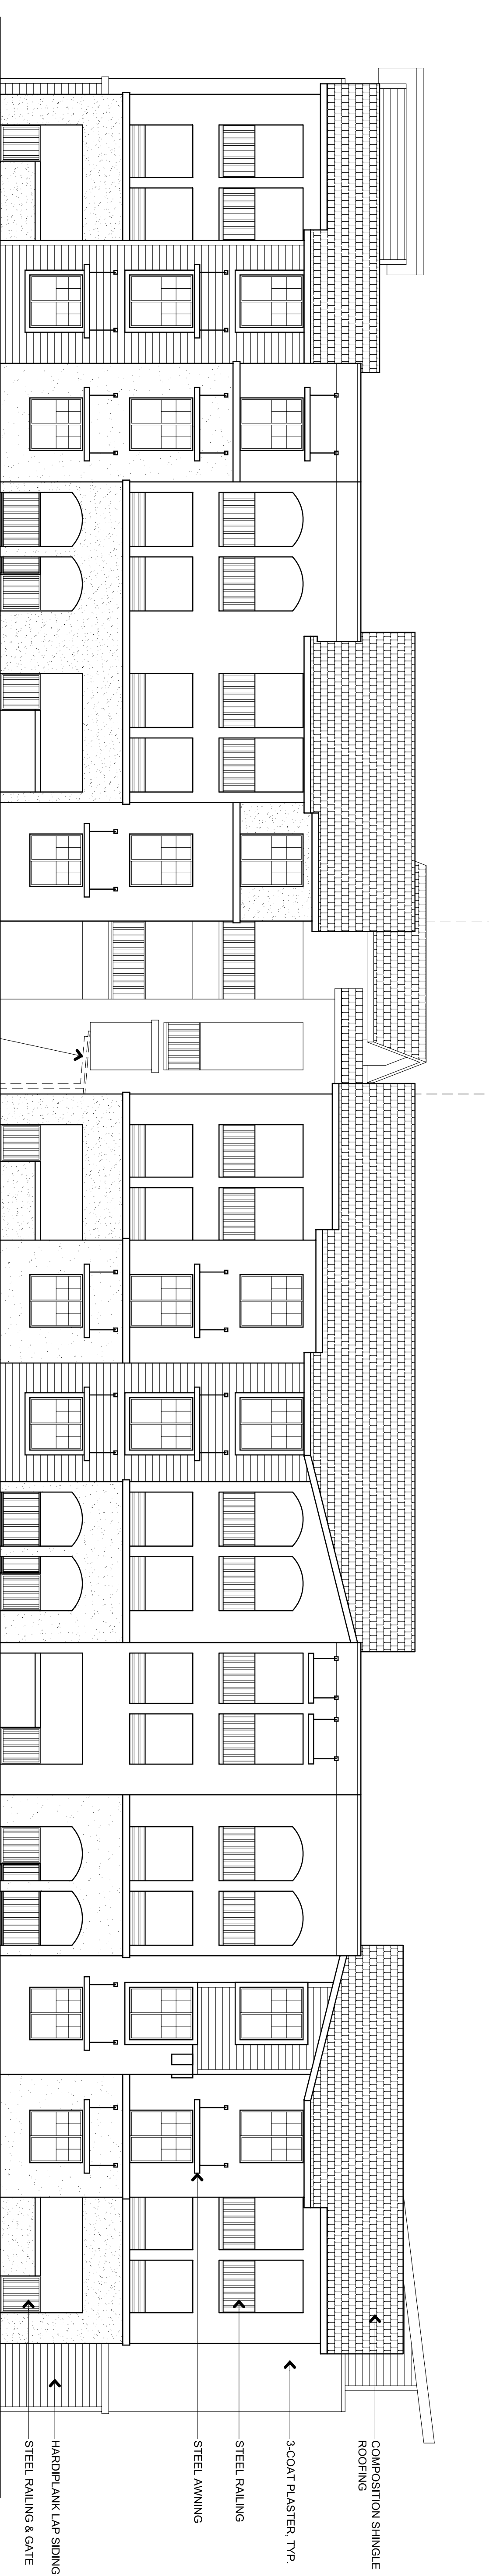 COMPOSITION SHINGLE
ROOFING
3-COAT PLASTER, TYP.
STEEL RAILING
STEEL AWNING
HARDIPLANK LAP SIDING
STEEL RAILING & GATE